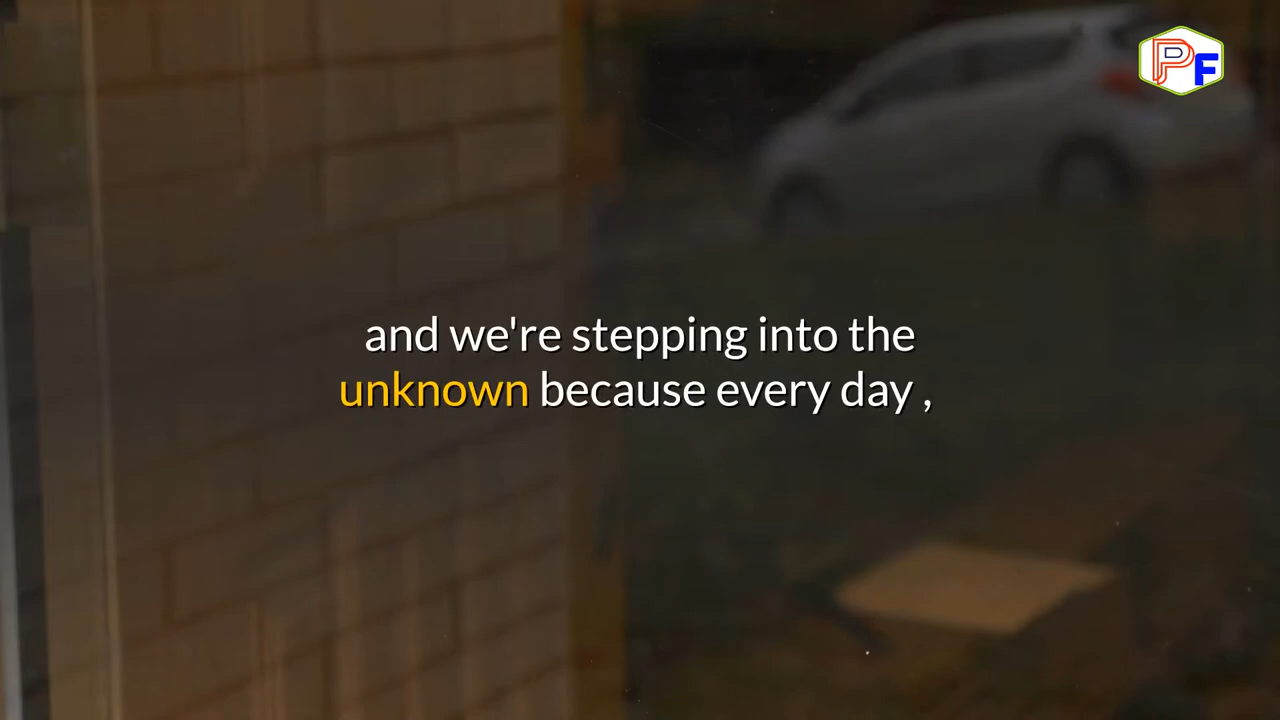 PF
and we're stepping into the
unknown because every day ,